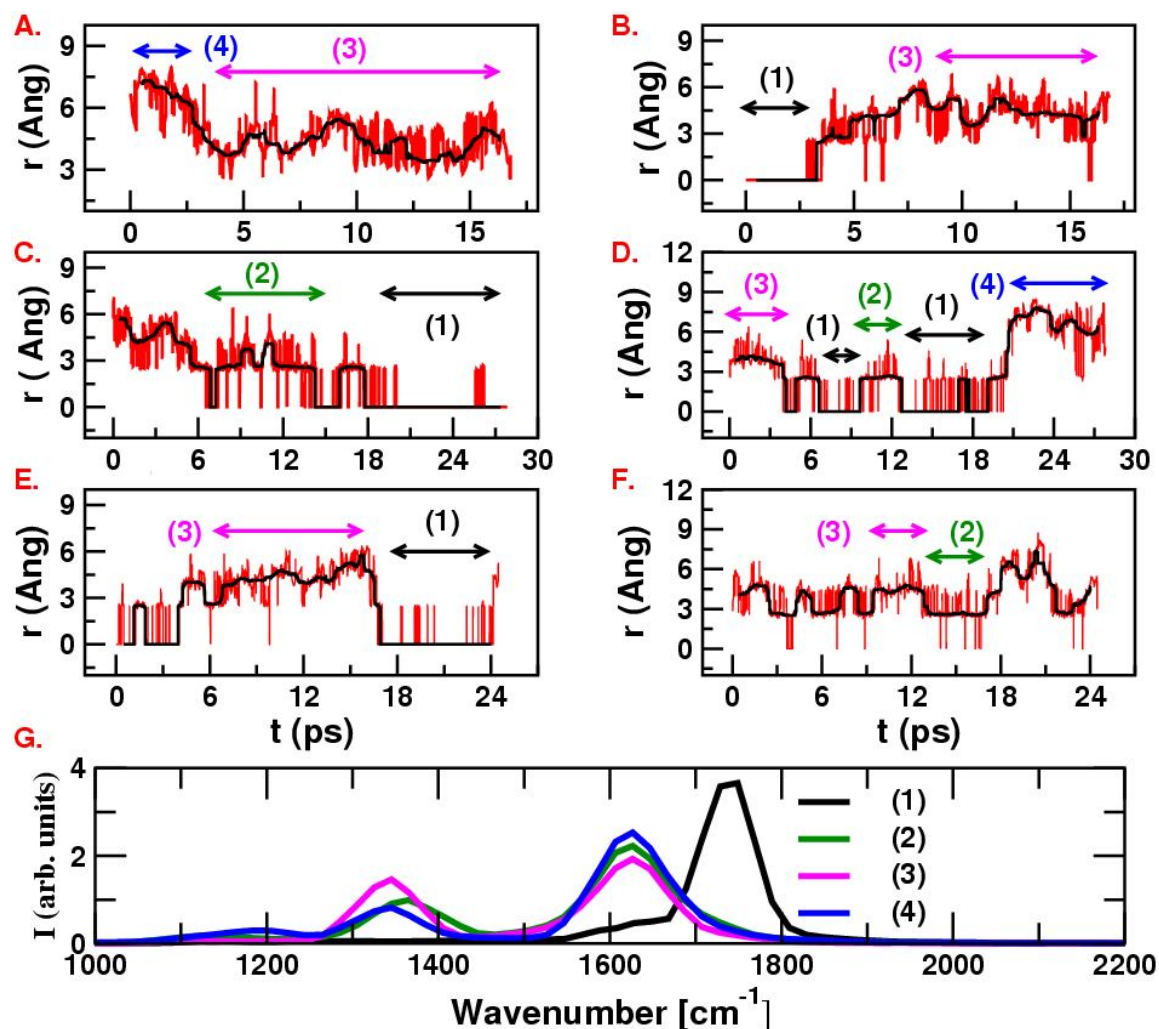 A.
(4)
(3)
9
6
3
r (Ang)
0 5 10 15
B.
(1)
(3)
9
6
3
0
r (Ang)
0 5 10 15
C.
(2)
(1)
9
6
3
0
r ( Ang)
0 6 12 18 24 30
D.
(3)
(1)
(2)
(1)
(4)
12
9
6
3
0
r (Ang)
0 6 12 18 24 30
E.
(3)
(1)
9
6
3
0
r (Ang)
0 6 12 18 24
t (ps)
F.
(3)
(2)
12
9
6
3
0
r (Ang)
0 6 12 18 24
t (ps)
G.
4
2
0
I (arb. units)
(1)
(2)
(3)
(4)
1000 1200 1400 1600 1800 2000 2200
Wavenumber [cm⁻¹]